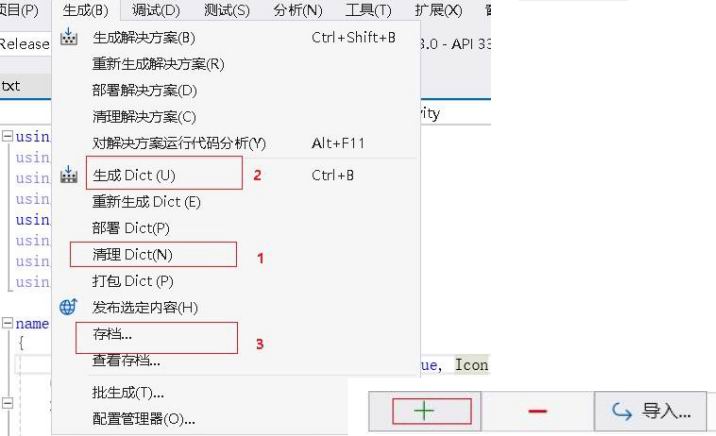 项目(P) 生成(B) 调试(D) 测试(S) 分析(N) 工具(T) 扩展(X)
Release 生成解决方案(B) Ctrl+Shift+B 3.0 - API 33
重新生成解决方案(R)
txt 部署解决方案(D)
清理解决方案(C) vity
usin 对解决方案运行代码分析(Y) Alt+F11
usin
usin 生成 Dict (U) 2 Ctrl+B
usin 重新生成 Dict (E)
usin 部署 Dict(P)
usin 清理 Dict(N) 1
usin
usin 打包 Dict (P)
发布选定内容(H)
name 存档... 3
{
查看存档... ue, Icon
批生成(T)...
配置管理器(O)... 导入...